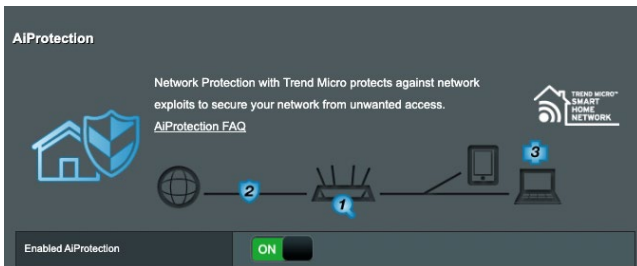 AiProtection
Network Protection with Trend Micro protects against network
exploits to secure your network from unwanted access.
AiProtection FAQ
TREND MICRO™
SMART
HOME
NETWORK
3
2
1
Enabled AiProtection
ON